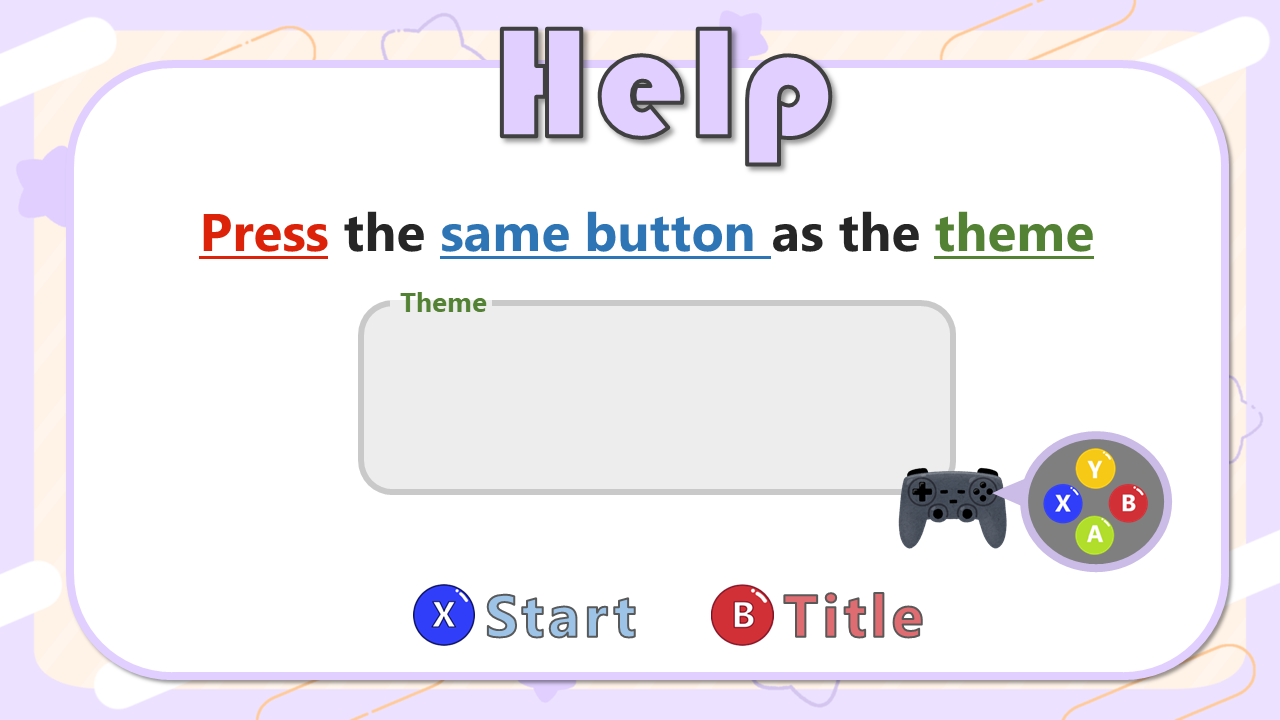 Help
Press the same button as the theme
Theme
Y
X B
A
X Start B Title